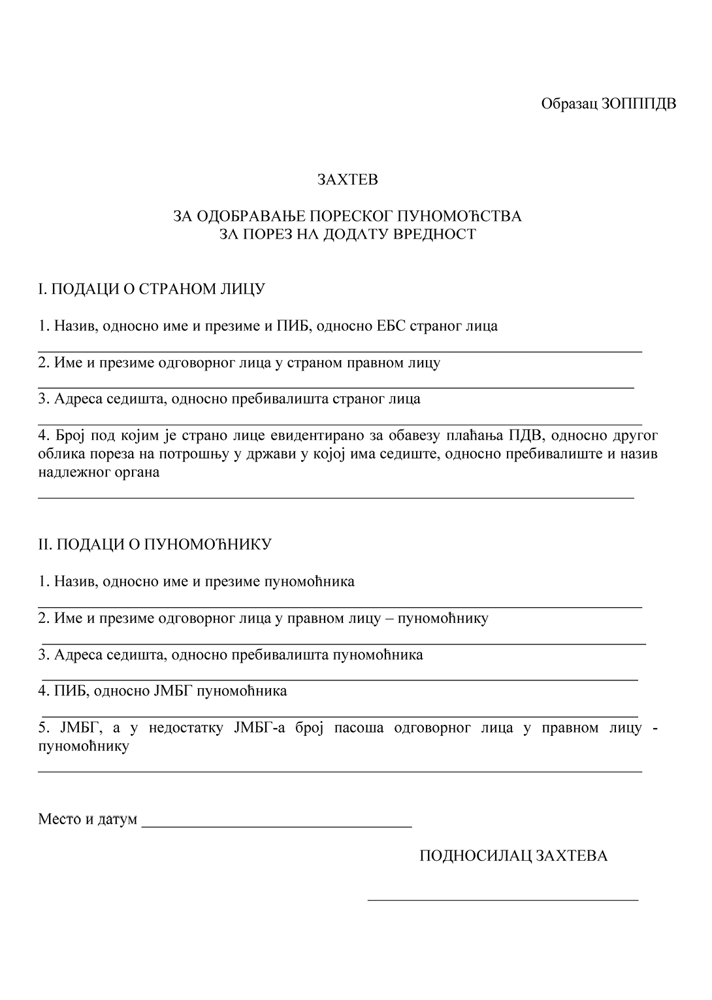 Образац ЗОПППДВ
ЗАХТЕВ
ЗА ОДОБРАВАЊЕ ПОРЕСКОГ ПУНОМОЋСТВА
ЗА ПОРЕЗ НА ДОДАТУ ВРЕДНОСТ
I. ПОДАЦИ О СТРАНОМ ЛИЦУ
1. Назив, односно име и презиме и ПИБ, односно ЕБС страног лица
2. Име и презиме одговорног лица у страном правном лицу
3. Адреса седишта, односно пребивалишта страног лица
4. Број под којим је страно лице евидентирано за обавезу плаћања ПДВ, односно другог
облика пореза на потрошњу у држави у којој има седиште, односно пребивалиште и назив
надлежног органа
II. ПОДАЦИ О ПУНОМОЋНИКУ
1. Назив, односно име и презиме пуномоћника
2. Име и презиме одговорног лица у правном лицу – пуномоћнику
3. Адреса седишта, односно пребивалишта пуномоћника
4. ПИБ, односно ЈМБГ пуномоћника
5. ЈМБГ, а у недостатку ЈМБГ-а број пасоша одговорног лица у правном лицу -
пуномоћнику
Место и датум
ПОДНОСИЛАЦ ЗАХТЕВА